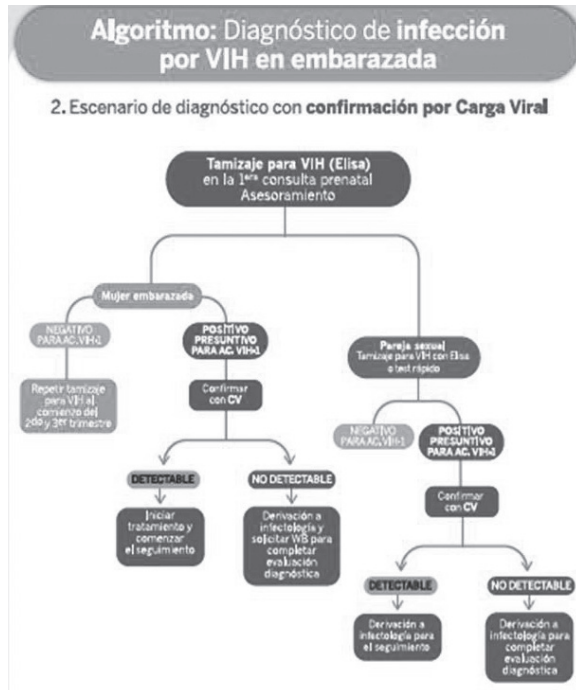 Algoritmo: Diagnóstico de infección
por VIH en embarazada
2. Escenario de diagnóstico con confirmación por Carga Viral
Tamizaje para VIH (Elisa)
en la 1era consulta prenatal
Asesoramiento
Mujer embarazada
NEGATIVO
PARA AC. VIH-1
POSITIVO
PRESUNTIVO
PARA AC. VIH-1
Repetir tamizaje
para VIH al
comienzo del
2do y 3er trimestre
Confirmar
con CV
DETECTABLE
NO DETECTABLE
Iniciar
tratamiento y
comenzar
el seguimiento
Derivación a
infectología y
solicitar WB para
completar
evaluación
diagnóstica
Pareja sexual
Tamizaje para VIH con Elisa
o test rápido
NEGATIVO
PARA AC. VIH-1
POSITIVO
PRESUNTIVO
PARA AC. VIH-1
Confirmar
con CV
DETECTABLE
NO DETECTABLE
Derivación a
infectología para
el seguimiento
Derivación a
infectología para
completar
evaluación
diagnóstica